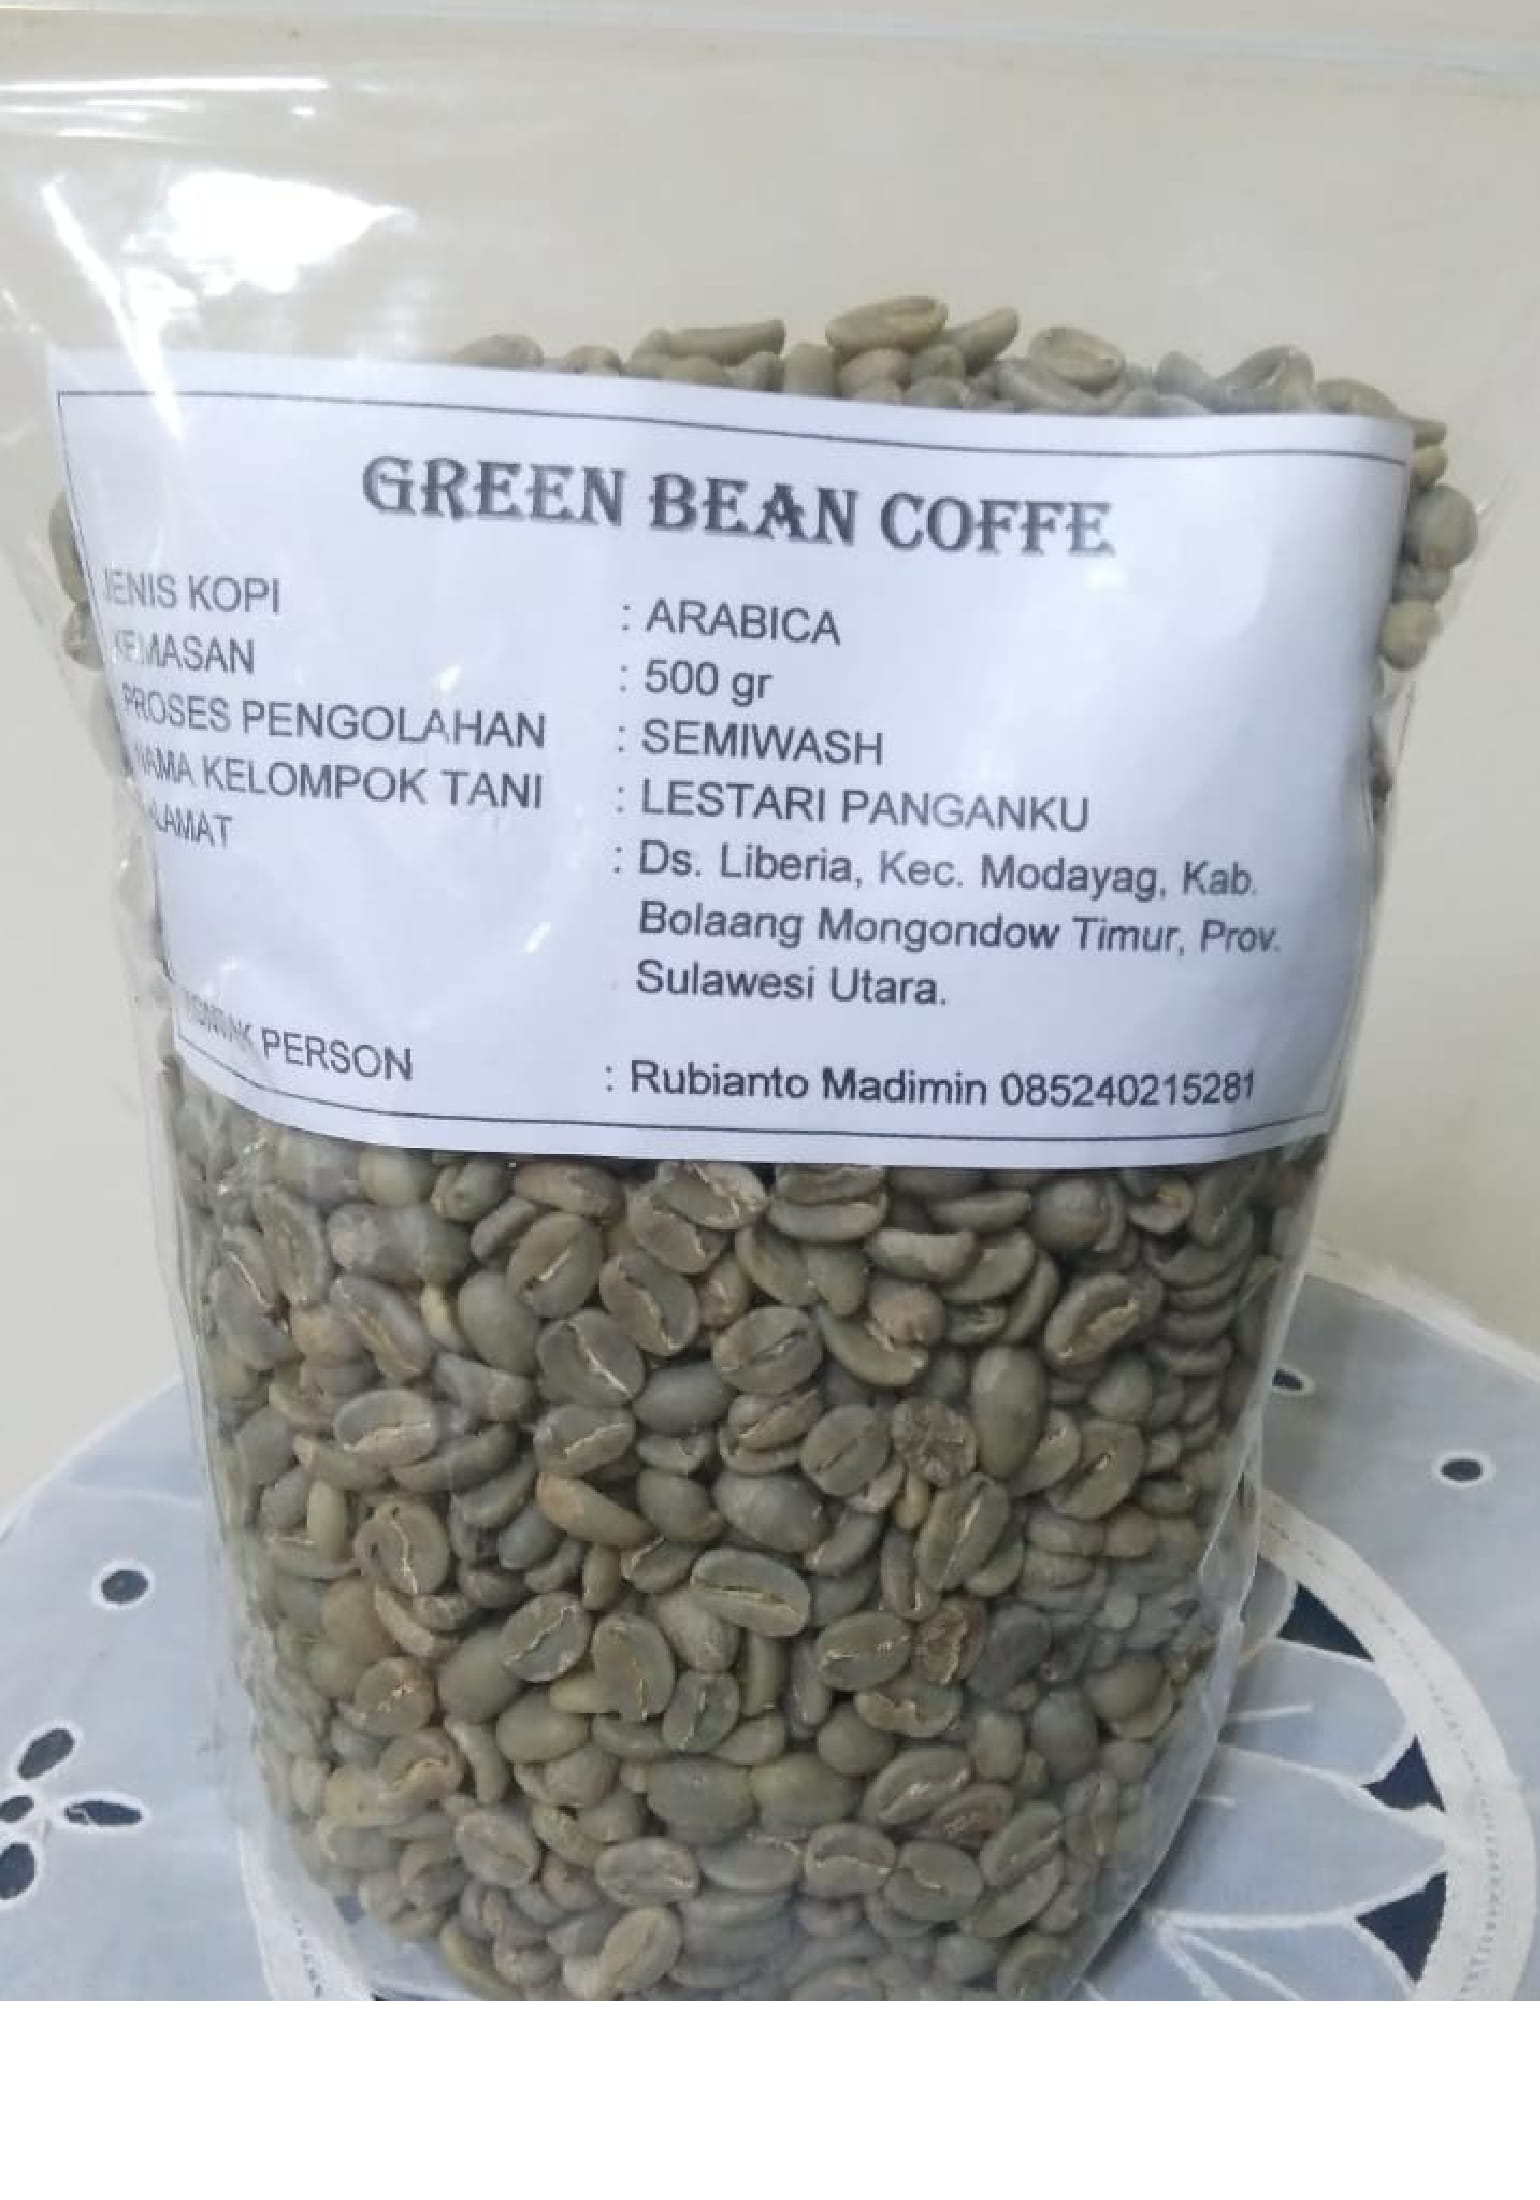 GREEN BEAN COFFE
JENIS KOPI : ARABICA
KEMASAN : 500 gr
PROSES PENGOLAHAN : SEMIWASH
NAMA KELOMPOK TANI : LESTARI PANGANKU
ALAMAT : Ds. Liberia, Kec. Modayag, Kab.
Bolaang Mongondow Timur, Prov.
Sulawesi Utara.
PERSON : Rubianto Madimin 085240215281